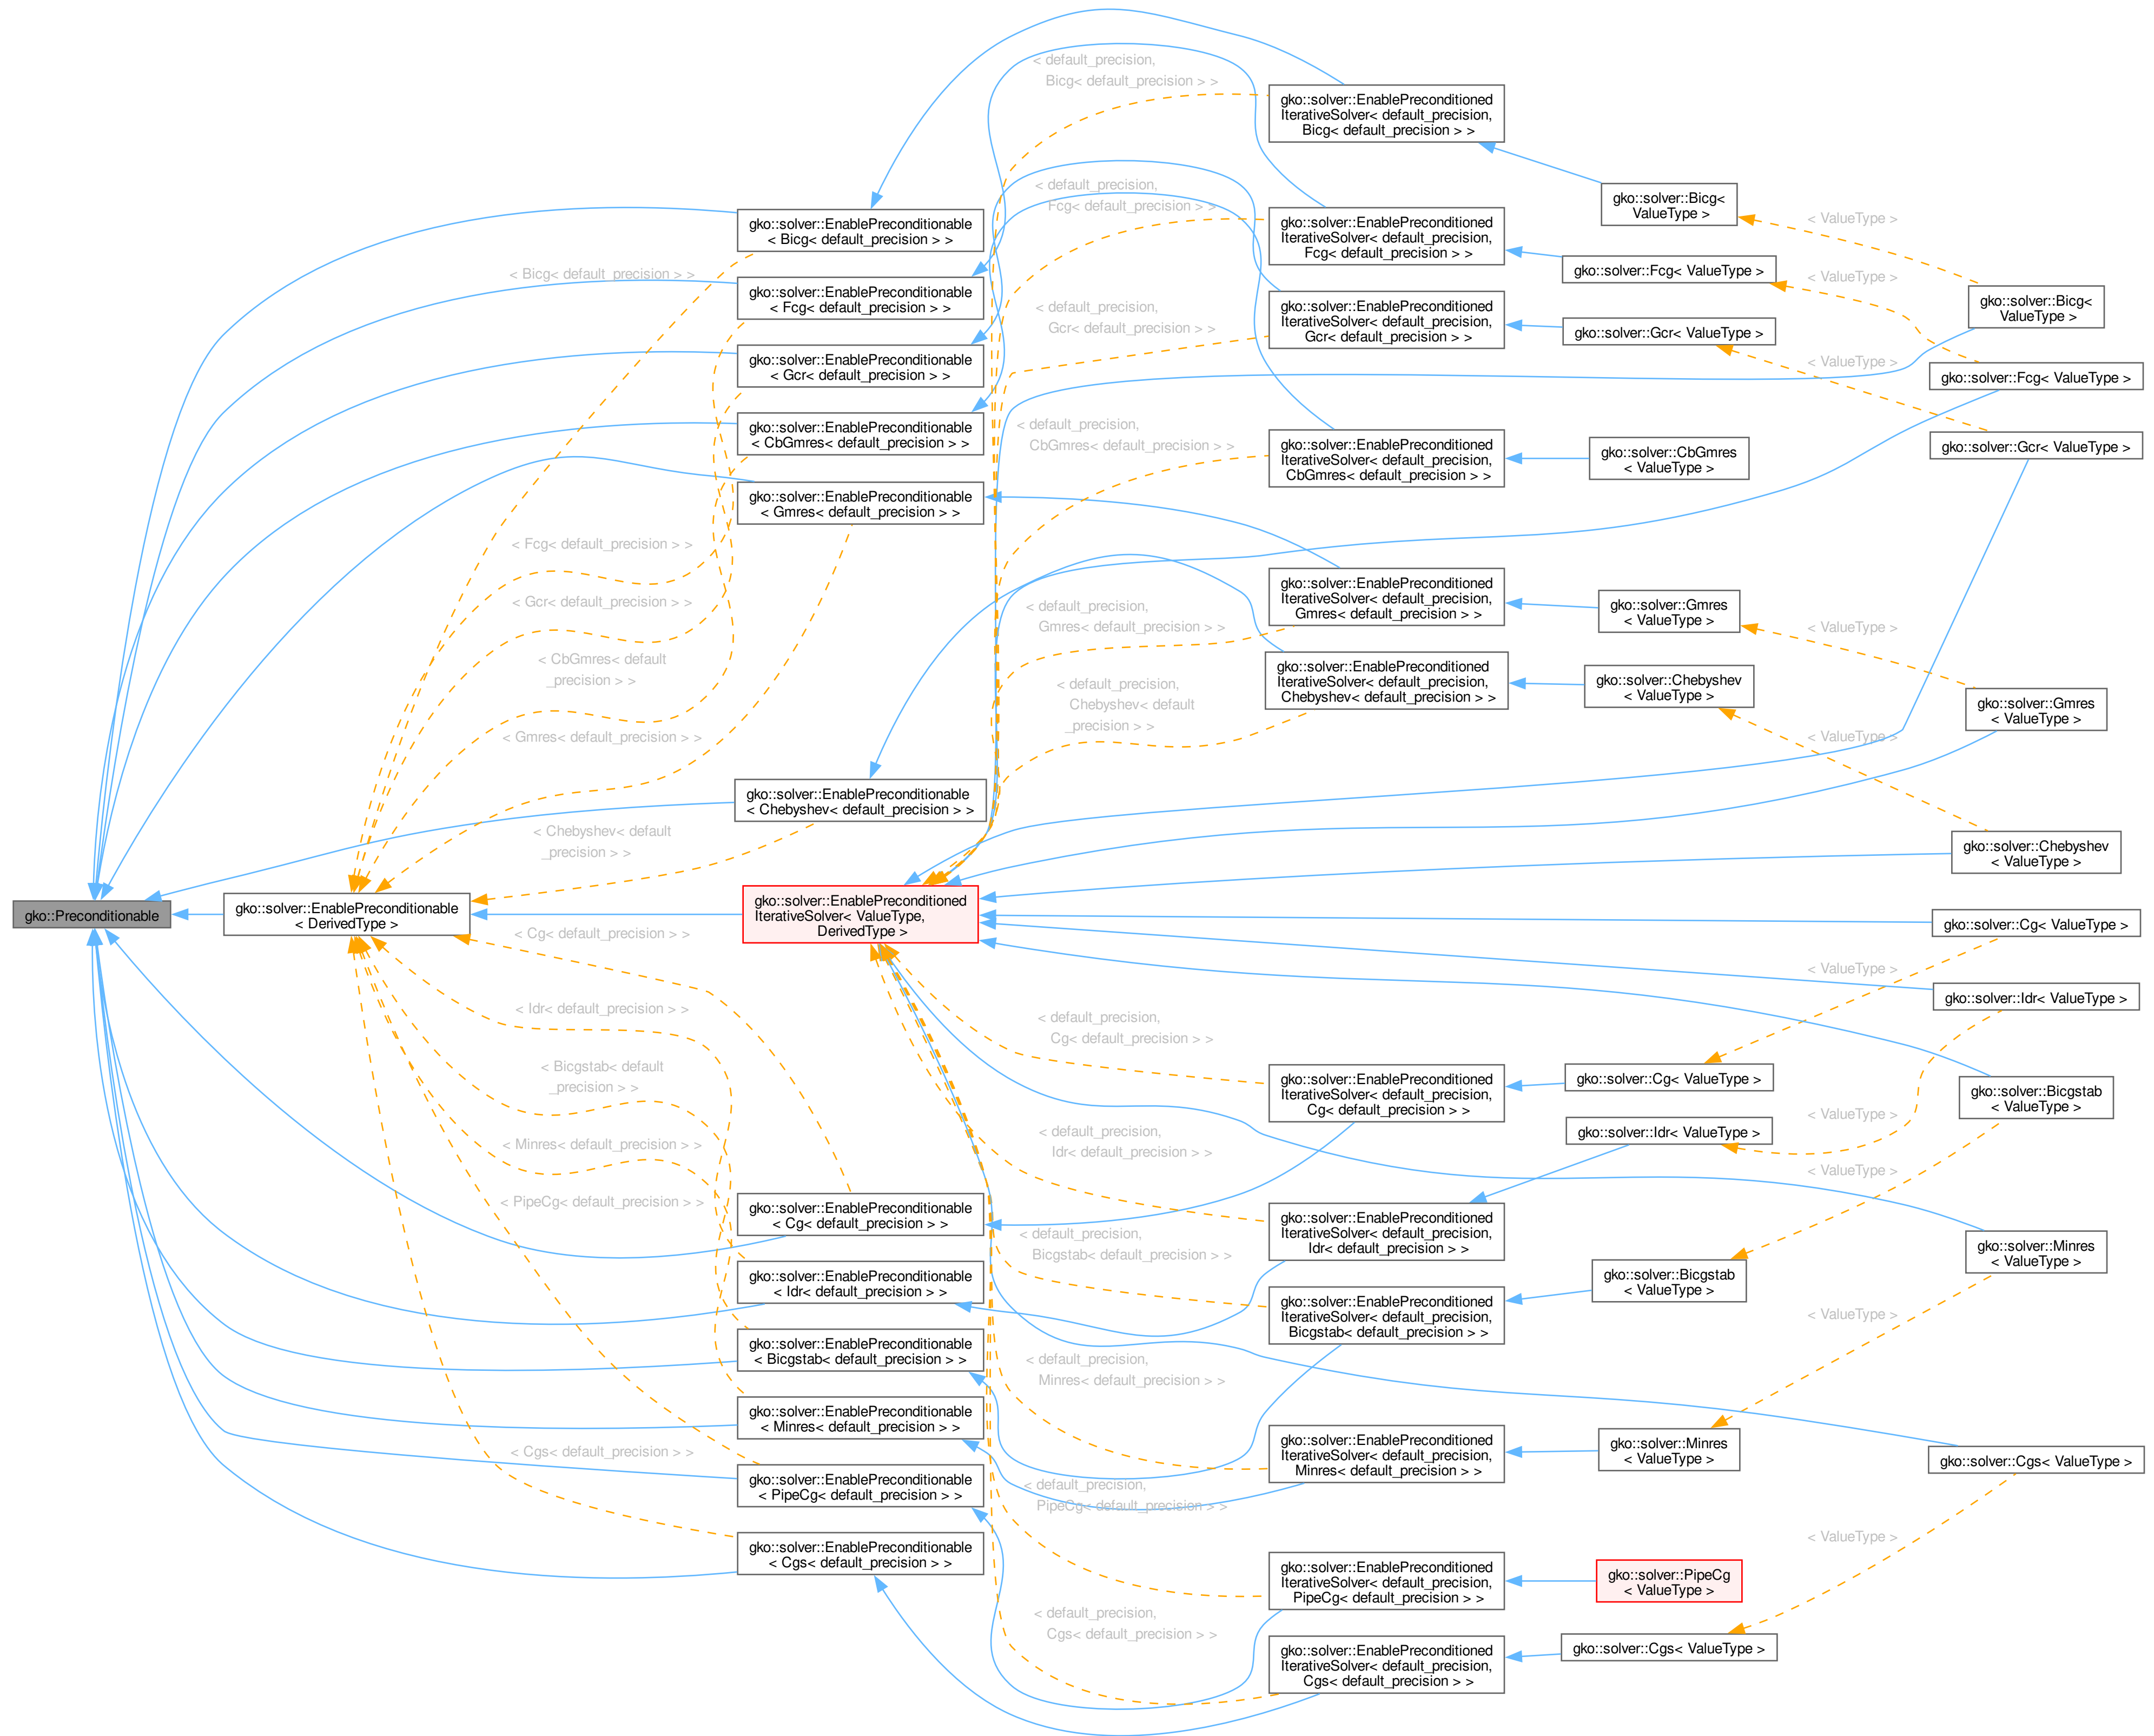 gko::Preconditionable
gko::solver::EnablePreconditionable
< DerivedType >
gko::solver::EnablePreconditionable
< Bicg< default_precision > >
gko::solver::EnablePreconditionable
< Fcg< default_precision > >
gko::solver::EnablePreconditionable
< Gcr< default_precision > >
gko::solver::EnablePreconditionable
< CbGmres< default_precision > >
gko::solver::EnablePreconditionable
< Gmres< default_precision > >
gko::solver::EnablePreconditionable
< Chebyshev< default_precision > >
gko::solver::EnablePreconditioned
IterativeSolver< ValueType,
DerivedType >
gko::solver::EnablePreconditionable
< Cg< default_precision > >
gko::solver::EnablePreconditionable
< Idr< default_precision > >
gko::solver::EnablePreconditionable
< Bicgstab< default_precision > >
gko::solver::EnablePreconditionable
< Minres< default_precision > >
gko::solver::EnablePreconditionable
< PipeCg< default_precision > >
gko::solver::EnablePreconditionable
< Cgs< default_precision > >
< Bicg< default_precision > >
< Fcg< default_precision > >
< Gcr< default_precision > >
< CbGmres< default
_precision > >
< Gmres< default_precision > >
< Chebyshev< default
_precision > >
< Cg< default_precision > >
< Idr< default_precision > >
< Bicgstab< default
_precision > >
< Minres< default_precision > >
< PipeCg< default_precision > >
< Cgs< default_precision > >
< default_precision,
Bicg< default_precision > >
< default_precision,
Fcg< default_precision > >
< default_precision,
Gcr< default_precision > >
< default_precision,
CbGmres< default_precision > >
< default_precision,
Gmres< default_precision > >
< default_precision,
Chebyshev< default
_precision > >
< default_precision,
Cg< default_precision > >
< default_precision,
Idr< default_precision > >
< default_precision,
Bicgstab< default_precision > >
< default_precision,
Minres< default_precision > >
< default_precision,
PipeCg< default_precision > >
< default_precision,
Cgs< default_precision > >
gko::solver::EnablePreconditioned
IterativeSolver< default_precision,
Bicg< default_precision > >
gko::solver::EnablePreconditioned
IterativeSolver< default_precision,
Fcg< default_precision > >
gko::solver::EnablePreconditioned
IterativeSolver< default_precision,
Gcr< default_precision > >
gko::solver::EnablePreconditioned
IterativeSolver< default_precision,
CbGmres< default_precision > >
gko::solver::EnablePreconditioned
IterativeSolver< default_precision,
Gmres< default_precision > >
gko::solver::EnablePreconditioned
IterativeSolver< default_precision,
Chebyshev< default_precision > >
gko::solver::EnablePreconditioned
IterativeSolver< default_precision,
Cg< default_precision > >
gko::solver::EnablePreconditioned
IterativeSolver< default_precision,
Idr< default_precision > >
gko::solver::EnablePreconditioned
IterativeSolver< default_precision,
Bicgstab< default_precision > >
gko::solver::EnablePreconditioned
IterativeSolver< default_precision,
Minres< default_precision > >
gko::solver::EnablePreconditioned
IterativeSolver< default_precision,
PipeCg< default_precision > >
gko::solver::EnablePreconditioned
IterativeSolver< default_precision,
Cgs< default_precision > >
gko::solver::Bicg<
ValueType >
gko::solver::Fcg< ValueType >
gko::solver::Gcr< ValueType >
gko::solver::CbGmres
< ValueType >
gko::solver::Gmres
< ValueType >
gko::solver::Chebyshev
< ValueType >
gko::solver::Cg< ValueType >
gko::solver::Idr< ValueType >
gko::solver::Bicgstab
< ValueType >
gko::solver::Minres
< ValueType >
gko::solver::PipeCg
< ValueType >
gko::solver::Cgs< ValueType >
< ValueType >
< ValueType >
< ValueType >
< ValueType >
< ValueType >
< ValueType >
< ValueType >
< ValueType >
< ValueType >
< ValueType >
gko::solver::Bicg<
ValueType >
gko::solver::Fcg< ValueType >
gko::solver::Gcr< ValueType >
gko::solver::Gmres
< ValueType >
gko::solver::Chebyshev
< ValueType >
gko::solver::Cg< ValueType >
gko::solver::Idr< ValueType >
gko::solver::Bicgstab
< ValueType >
gko::solver::Minres
< ValueType >
gko::solver::Cgs< ValueType >